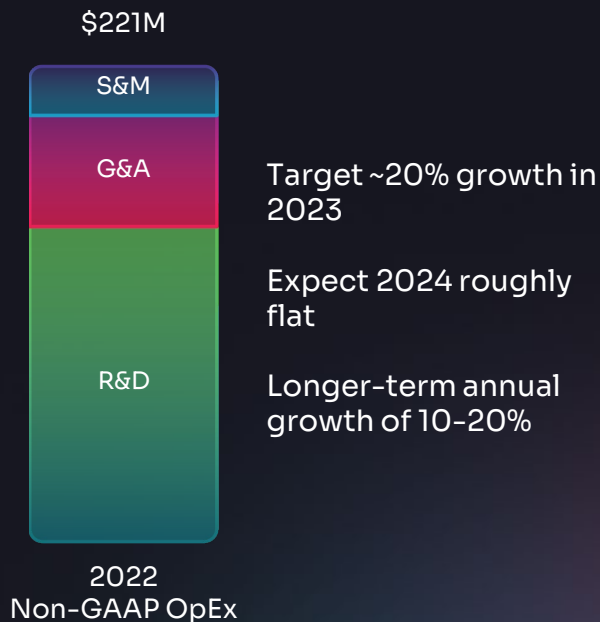 $221M
S&M
G&A
R&D
2022
Non-GAAP OpEx
Target ~20% growth in
2023
Expect 2024 roughly
flat
Longer-term annual
growth of 10-20%